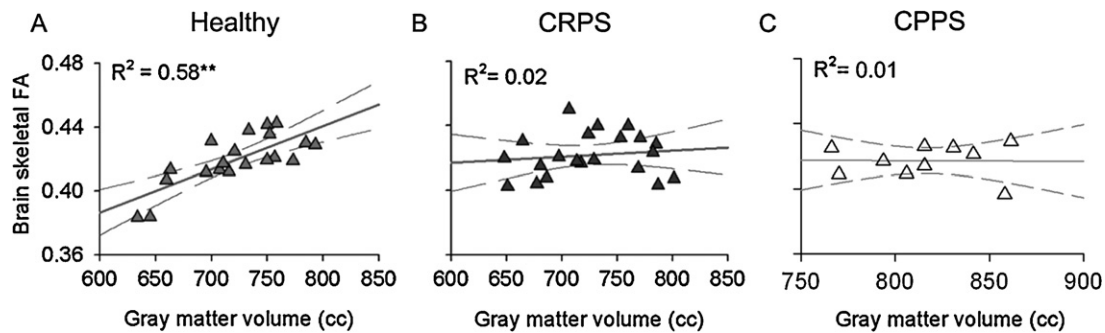 A Healthy B CRPS C CPPS
Brain skeletal FA
0.48
0.44
0.40
0.36
R² = 0.58**
R²= 0.02
R²= 0.01
600 650 700 750 800 850
600 650 700 750 800 850
750 800 850 900
Gray matter volume (cc)
Gray matter volume (cc)
Gray matter volume (cc)